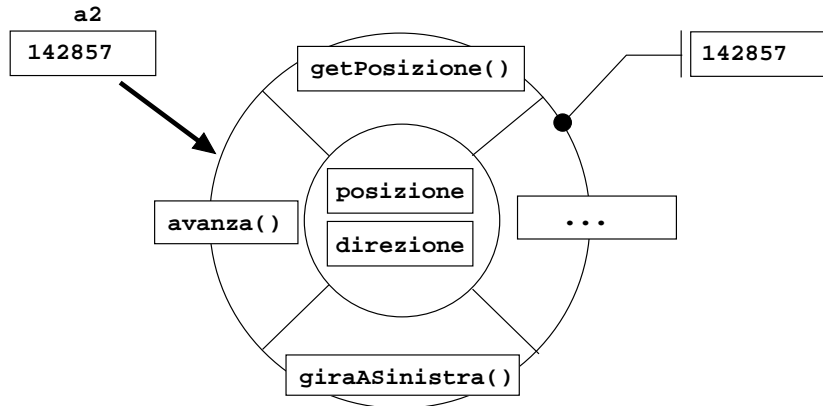 a2
142857
142857
getPosizione()
posizione
avanza()
...
direzione
giraASinistra()